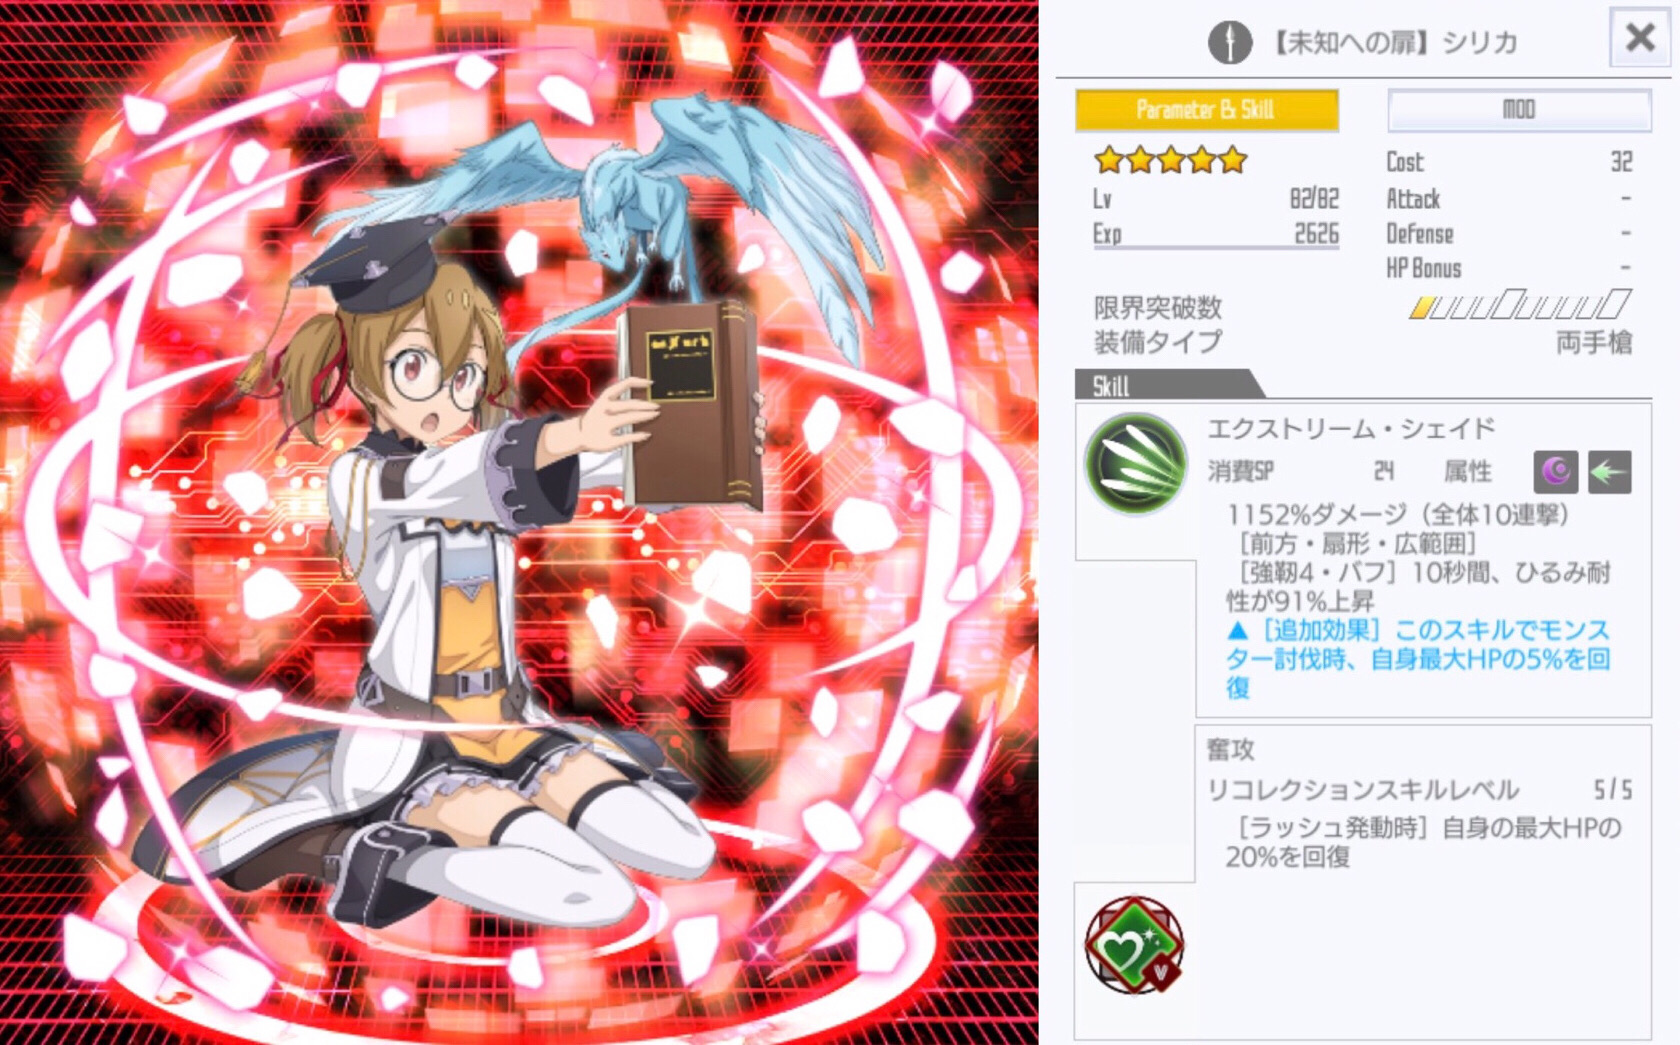 【未知への扉】シリカ
Parameter & Skill
MOD
Lv 82/82
Exp 2626
Cost 32
Attack -
Defense -
HP Bonus -
限界突破数
装備タイプ 両手槍
Skill
エクストリーム・シェイド
消費SP 24 属性
1152%ダメージ（全体10連撃）
［前方・扇形・広範囲］
［強靭4・バフ］10秒間、ひるみ耐
性が91%上昇
▲［追加効果］このスキルでモンス
ター討伐時、自身最大HPの5%を回
復
奮攻
リコレクションスキルレベル 5/5
［ラッシュ発動時］自身の最大HPの
20%を回復
V